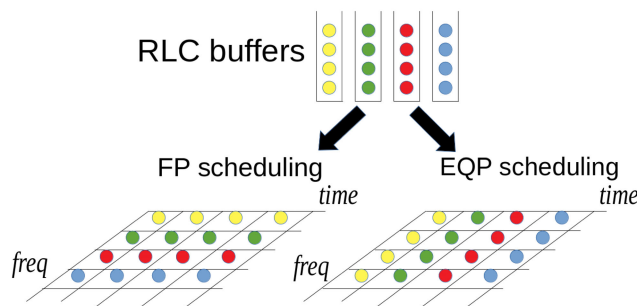 RLC buffers
FP scheduling
EQP scheduling
time
time
freq
freq